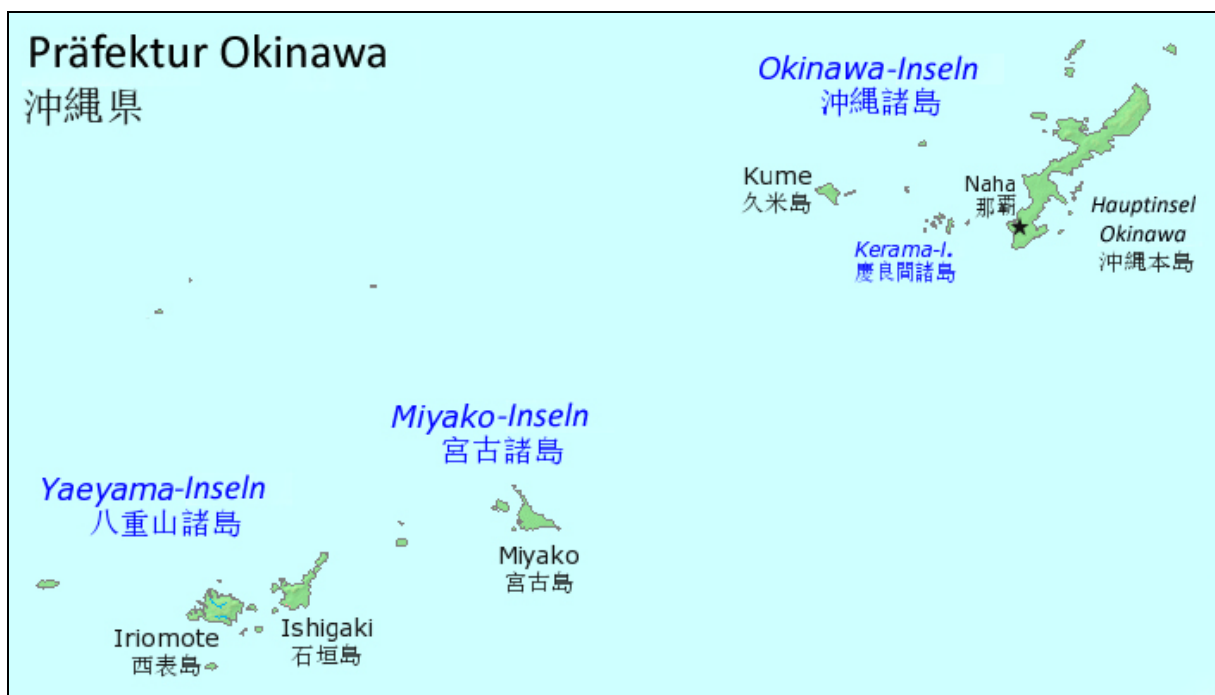 Präfektur Okinawa
沖縄県
Okinawa-Inseln
沖縄諸島
Kume
久米島
Naha
那覇
Hauptinsel
Okinawa
沖縄本島
Kerama-I.
慶良間諸島
Miyako-Inseln
宮古諸島
Miyako
宮古島
Yaeyama-Inseln
八重山諸島
Iriomote
西表島
Ishigaki
石垣島